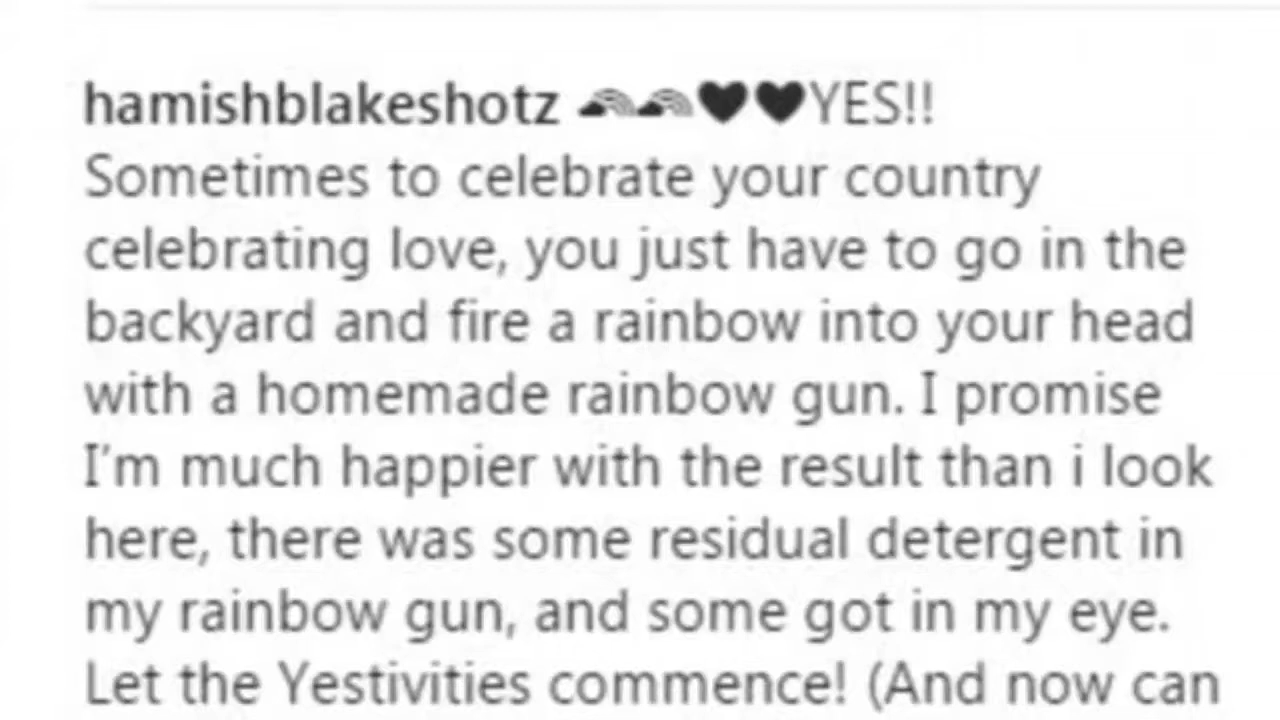 hamishblakeshotz 🌈🌈🖤🖤YES!!
Sometimes to celebrate your country
celebrating love, you just have to go in the
backyard and fire a rainbow into your head
with a homemade rainbow gun. I promise
I'm much happier with the result than i look
here, there was some residual detergent in
my rainbow gun, and some got in my eye.
Let the Yestivities commence! (And now can